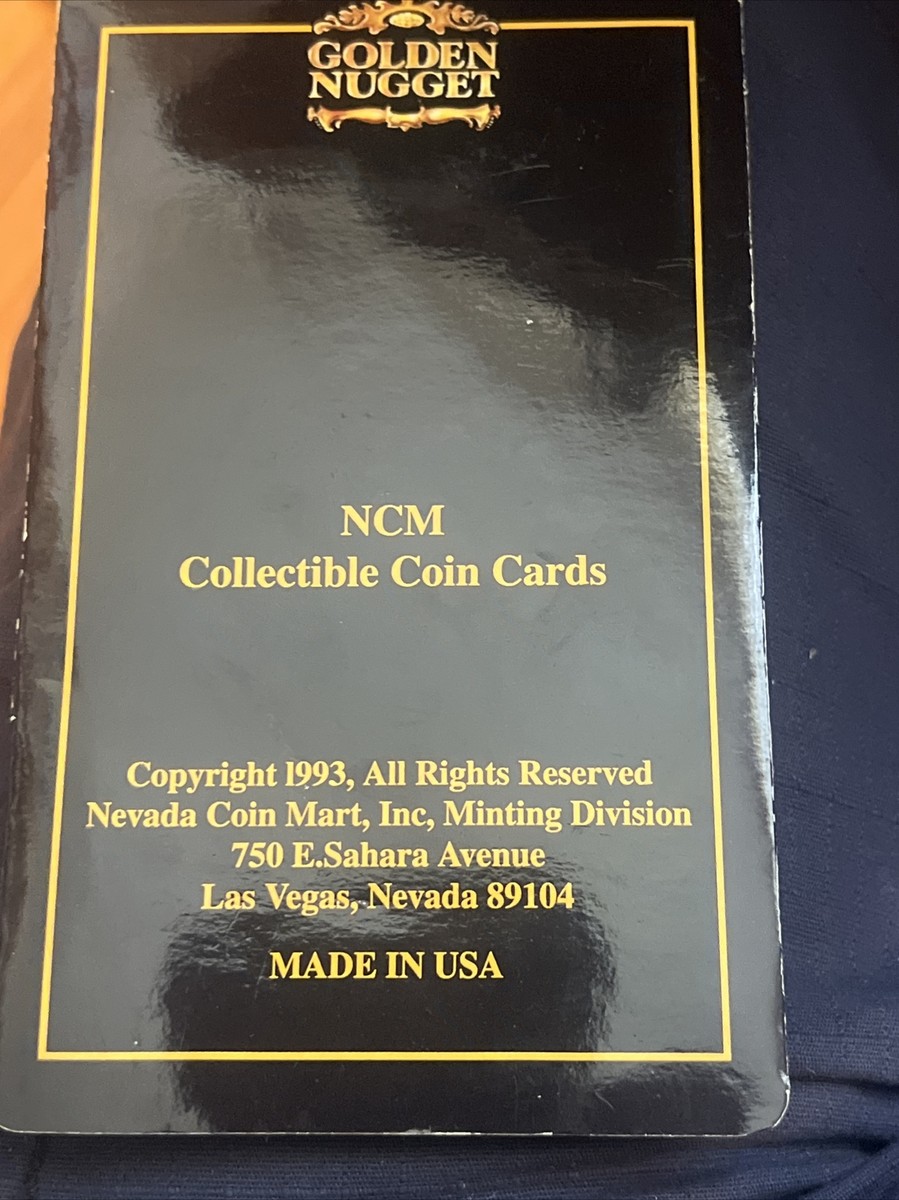 GOLDEN
NUGGET
NCM
Collectible Coin Cards
Copyright 1993, All Rights Reserved
Nevada Coin Mart, Inc, Minting Division
750 E.Sahara Avenue
Las Vegas, Nevada 89104
MADE IN USA